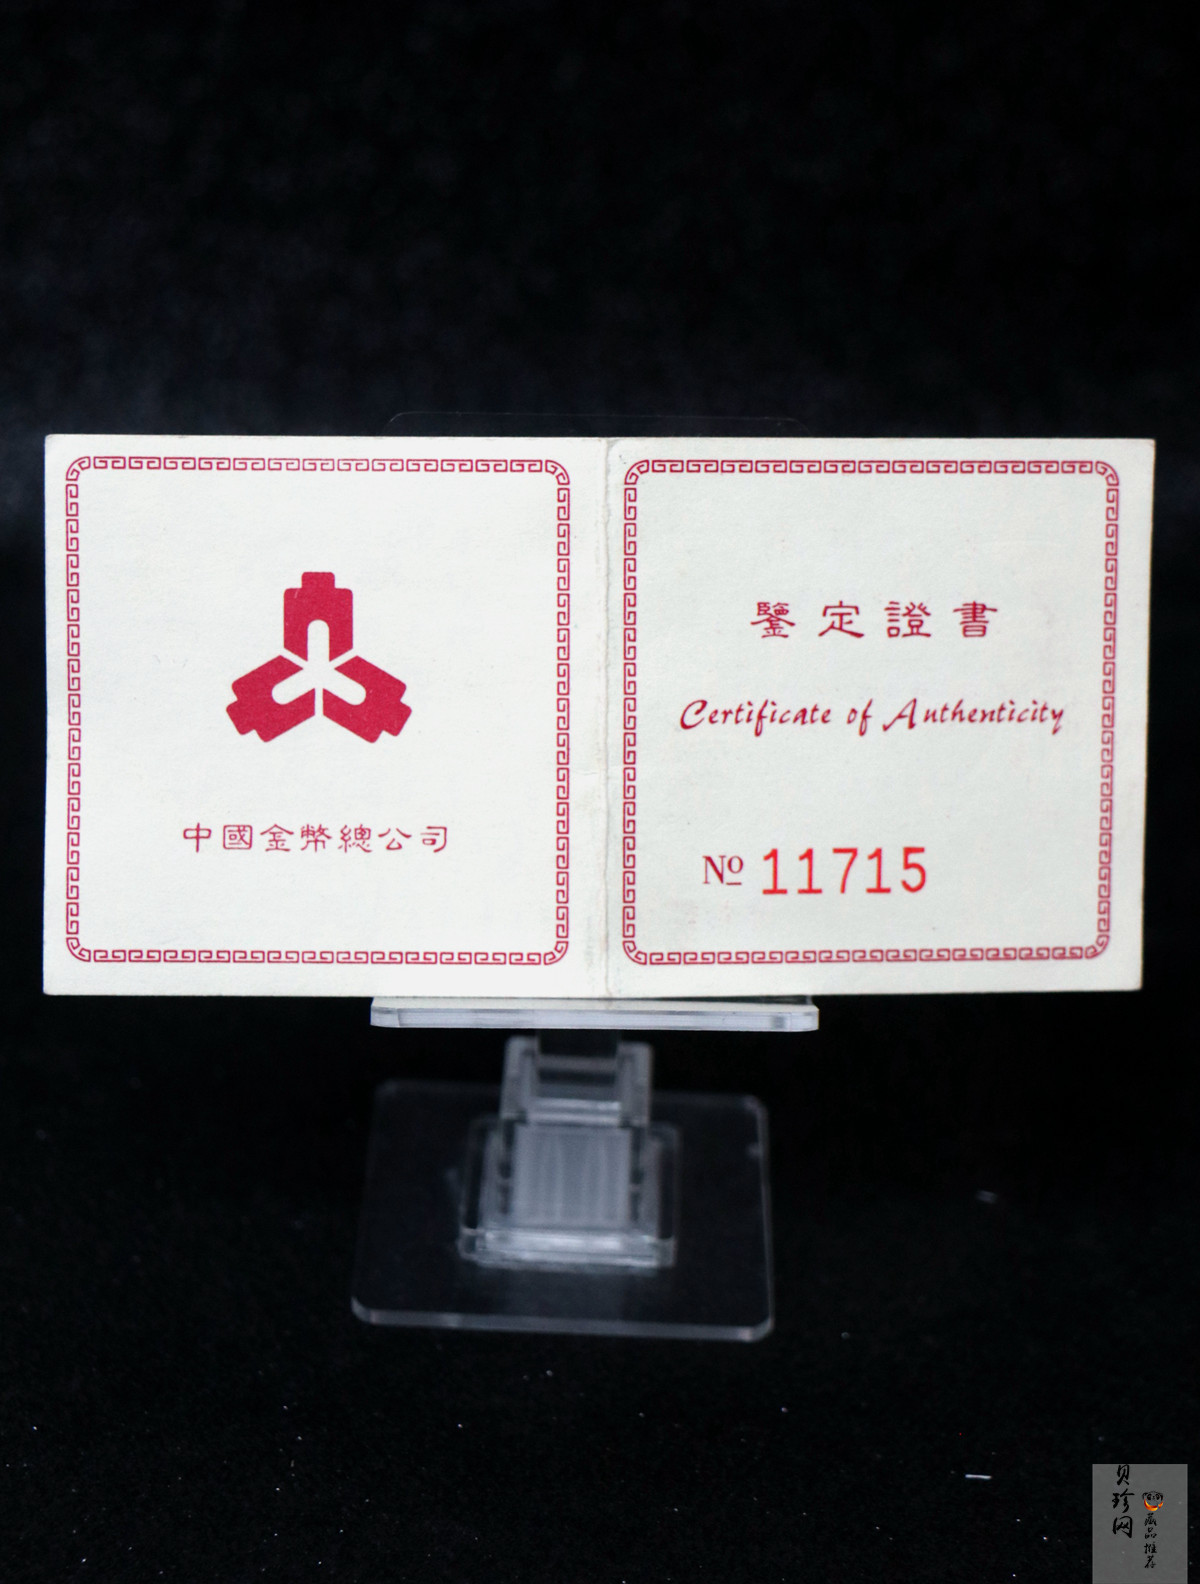 中國金幣總公司
鑒定證書
Certificate of Authenticity
№ 11715
贝珍网
藏品推荐